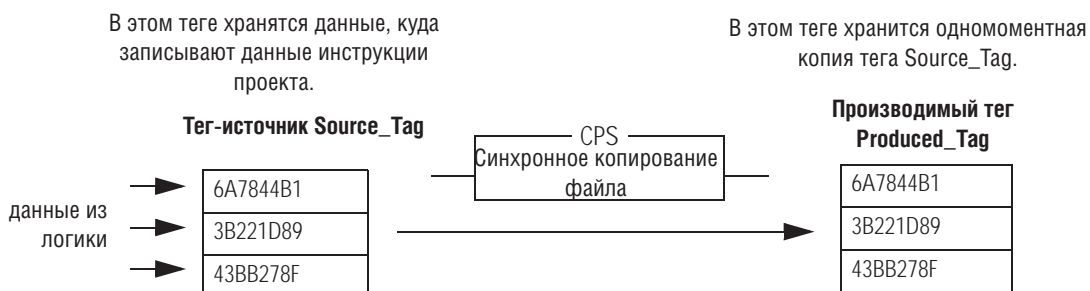 В этом теге хранятся данные, куда
записывают данные инструкции
проекта.
В этом теге хранится одномоментная
копия тега Source_Tag.
Тег-источник Source_Tag
Производимый тег
Produced_Tag
CPS
Синхронное копирование
файла
данные из
логики
6A7844B1
3B221D89
43BB278F
6A7844B1
3B221D89
43BB278F